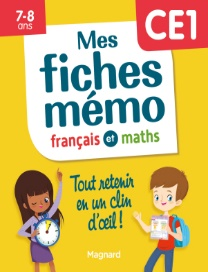 7-8
ans
CE1
Mes
fiches
mémo
français et maths
Tout retenir
en un clin
d'œil !
Magnard